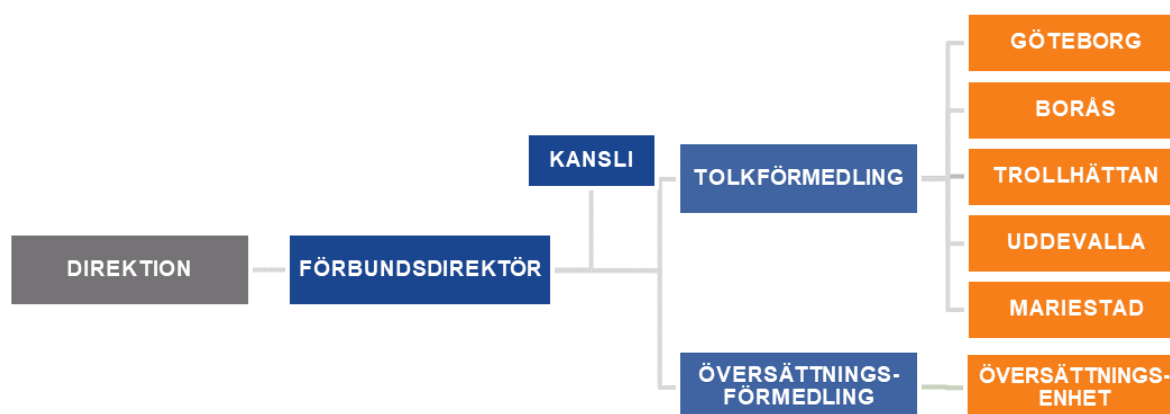 GÖTEBORG
BORÅS
KANSLI
TOLKFÖRMEDLING
TROLLHÄTTAN
DIREKTION
FÖRBUNDSDIREKTÖR
UDDEVALLA
MARIESTAD
ÖVERSÄTTNINGS-
FÖRMEDLING
ÖVERSÄTTNINGS-
ENHET